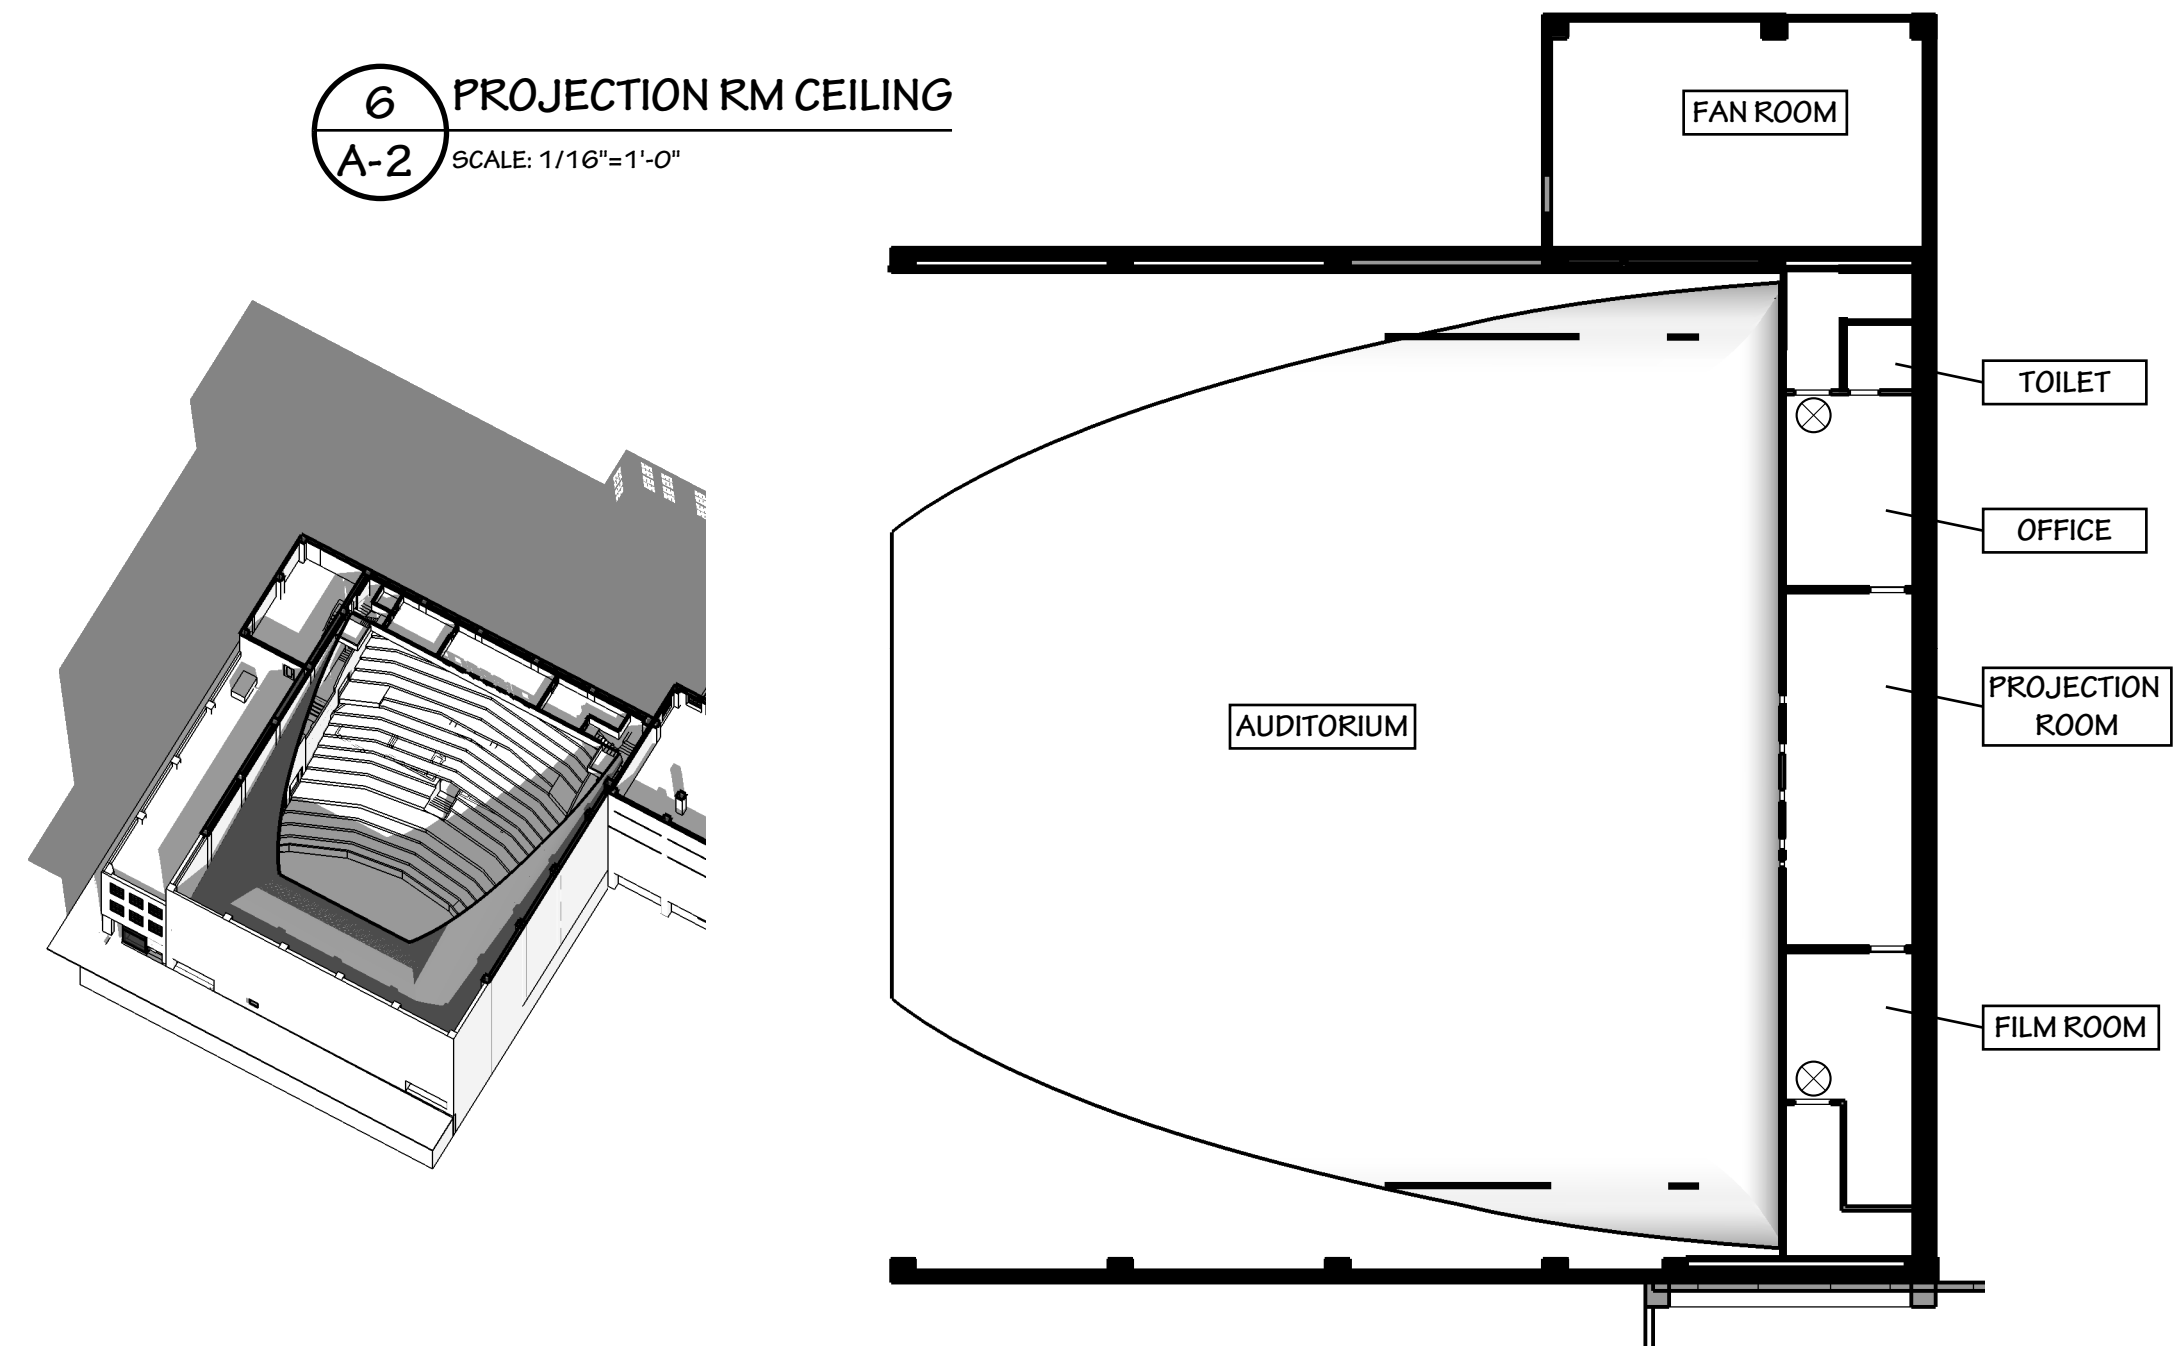 6
A-2
PROJECTION RM CEILING
SCALE: 1/16"=1'-0"
FAN ROOM
TOILET
OFFICE
PROJECTION
ROOM
AUDITORIUM
FILM ROOM